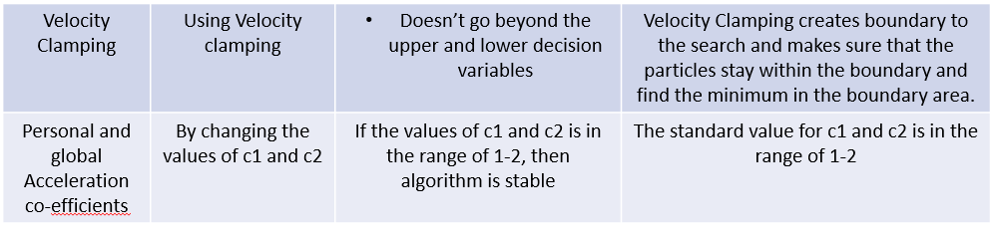 Velocity
Clamping
Using Velocity
clamping
• Doesn’t go beyond the
upper and lower decision
variables
Velocity Clamping creates boundary to
the search and makes sure that the
particles stay within the boundary and
find the minimum in the boundary area.
Personal and
global
Acceleration
co-efficients
By changing the
values of c1 and c2
If the values of c1 and c2 is in
the range of 1-2, then
algorithm is stable
The standard value for c1 and c2 is in the
range of 1-2